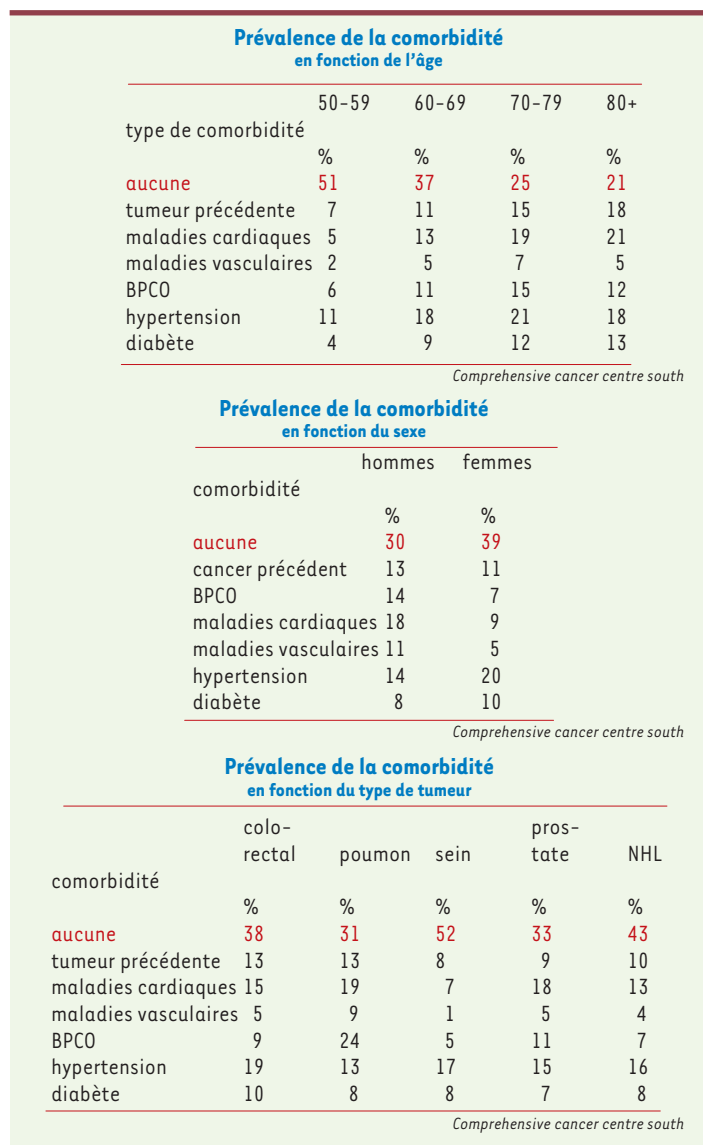 Prévalence de la comorbidité
en fonction de l'âge
50-59 60-69 70-79 80+
type de comorbidité
% % % %
aucune 51 37 25 21
tumeur précédente 7 11 15 18
maladies cardiaques 5 13 19 21
maladies vasculaires 2 5 7 5
BPCO 6 11 15 12
hypertension 11 18 21 18
diabète 4 9 12 13
Comprehensive cancer centre south
Prévalence de la comorbidité
en fonction du sexe
hommes femmes
comorbidité
% %
aucune 30 39
cancer précédent 13 11
BPCO 14 7
maladies cardiaques 18 9
maladies vasculaires 11 5
hypertension 14 20
diabète 8 10
Comprehensive cancer centre south
Prévalence de la comorbidité
en fonction du type de tumeur
colo- pros-
rectal poumon sein tate NHL
comorbidité
% % % % %
aucune 38 31 52 33 43
tumeur précédente 13 13 8 9 10
maladies cardiaques 15 19 7 18 13
maladies vasculaires 5 9 1 5 4
BPCO 9 24 5 11 7
hypertension 19 13 17 15 16
diabète 10 8 8 7 8
Comprehensive cancer centre south